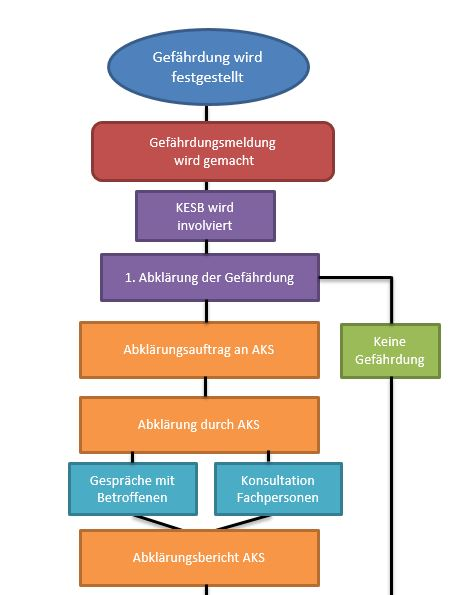 Gefährdung wird
festgestellt
Gefährdungsmeldung
wird gemacht
KESB wird
involviert
1. Abklärung der Gefährdung
Keine
Gefährdung
Abklärungsauftrag an AKS
Abklärung durch AKS
Gespräche mit
Betroffenen
Konsultation
Fachpersonen
Abklärungsbericht AKS